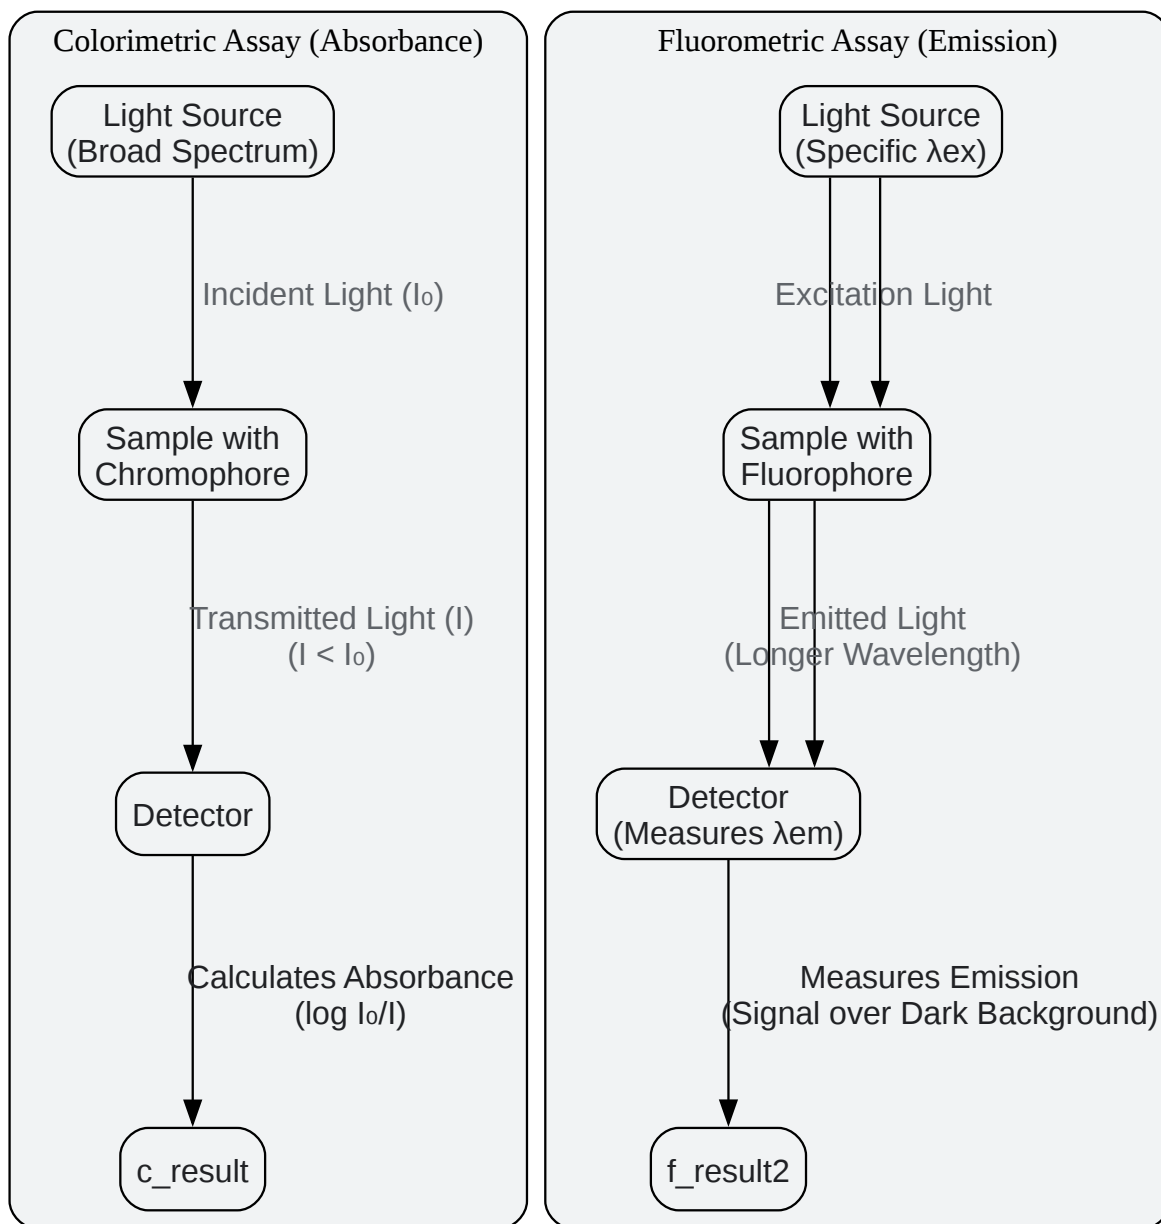 Colorimetric Assay (Absorbance)
Light Source
(Broad Spectrum)
Incident Light (I₀)
Sample with
Chromophore
Transmitted Light (I)
(I < I₀)
Detector
Calculates Absorbance
(log I₀/I)
c_result
Fluorometric Assay (Emission)
Light Source
(Specific λex)
Excitation Light
Sample with
Fluorophore
Emitted Light
(Longer Wavelength)
Detector
(Measures λem)
Measures Emission
(Signal over Dark Background)
f_result2